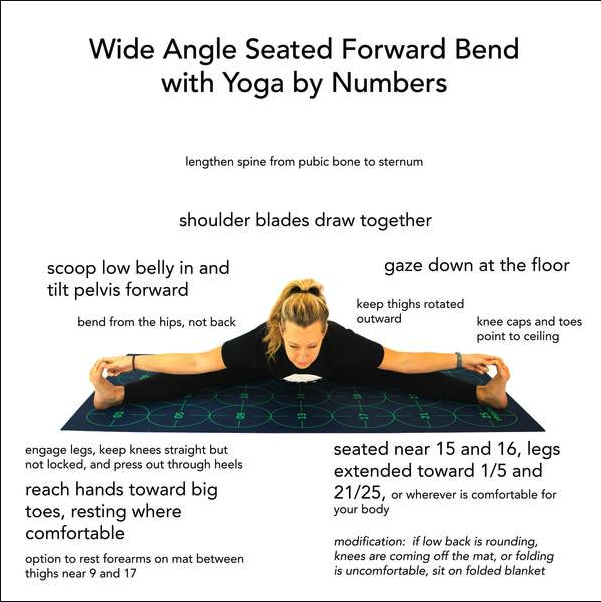 Wide Angle Seated Forward Bend
with Yoga by Numbers
lengthen spine from pubic bone to sternum
shoulder blades draw together
scoop low belly in and
tilt pelvis forward
gaze down at the floor
bend from the hips, not back
keep thighs rotated
outward
knee caps and toes
point to ceiling
engage legs, keep knees straight but
not locked, and press out through heels
reach hands toward big
toes, resting where
comfortable
option to rest forearms on mat between
thighs near 9 and 17
seated near 15 and 16, legs
extended toward 1/5 and
21/25, or wherever is comfortable for
your body
modification: if low back is rounding,
knees are coming off the mat, or folding
is uncomfortable, sit on folded blanket